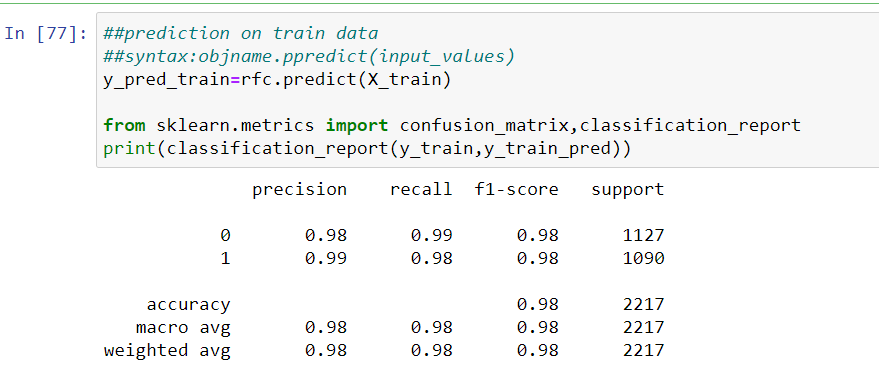 In [77]: ##prediction on train data
##syntax:objname.ppredict(input_values)
y_pred_train=rfc.predict(X_train)
from sklearn.metrics import confusion_matrix,classification_report
print(classification_report(y_train,y_train_pred))
precision recall f1-score support
0 0.98 0.99 0.98 1127
1 0.99 0.98 0.98 1090
accuracy 0.98 2217
macro avg 0.98 0.98 0.98 2217
weighted avg 0.98 0.98 0.98 2217